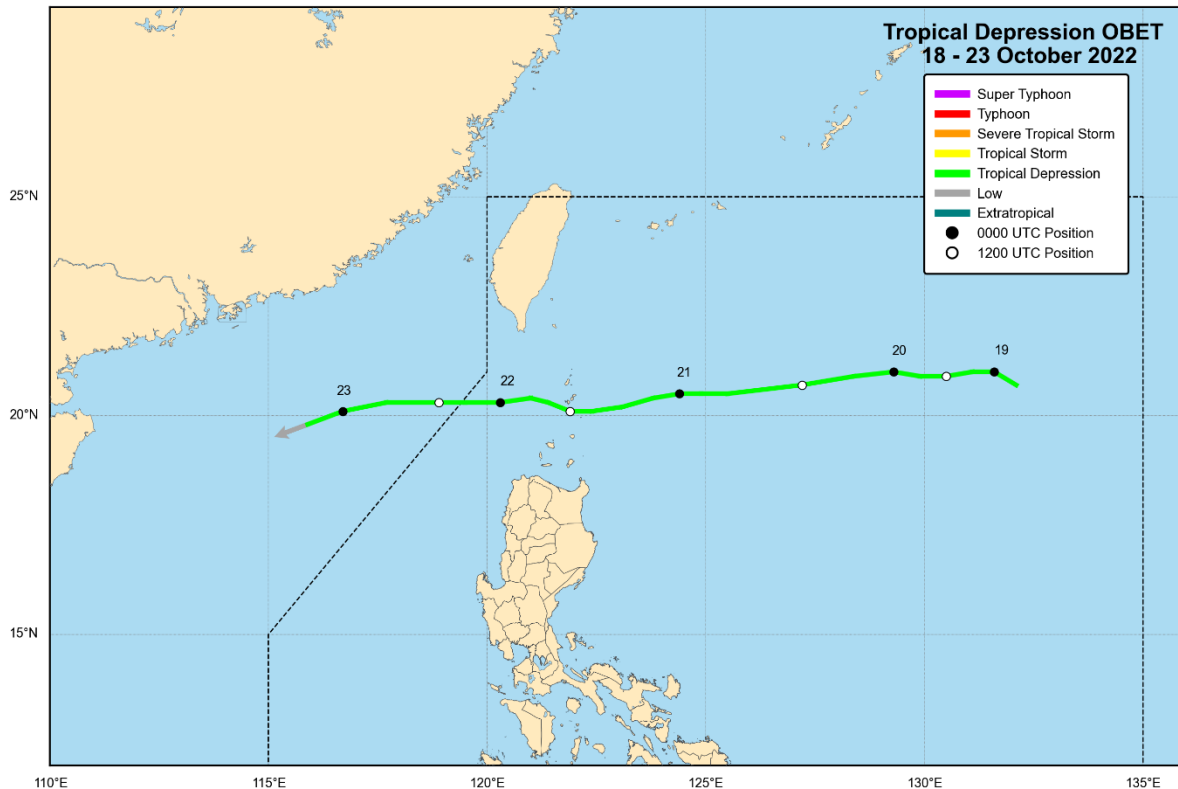 Tropical Depression OBET
18 - 23 October 2022
Super Typhoon
Typhoon
Severe Tropical Storm
Tropical Storm
Tropical Depression
Low
Extratropical
0000 UTC Position
1200 UTC Position
25°N
20°N
15°N
23
22
21
20
19
110°E
115°E
120°E
125°E
130°E
135°E